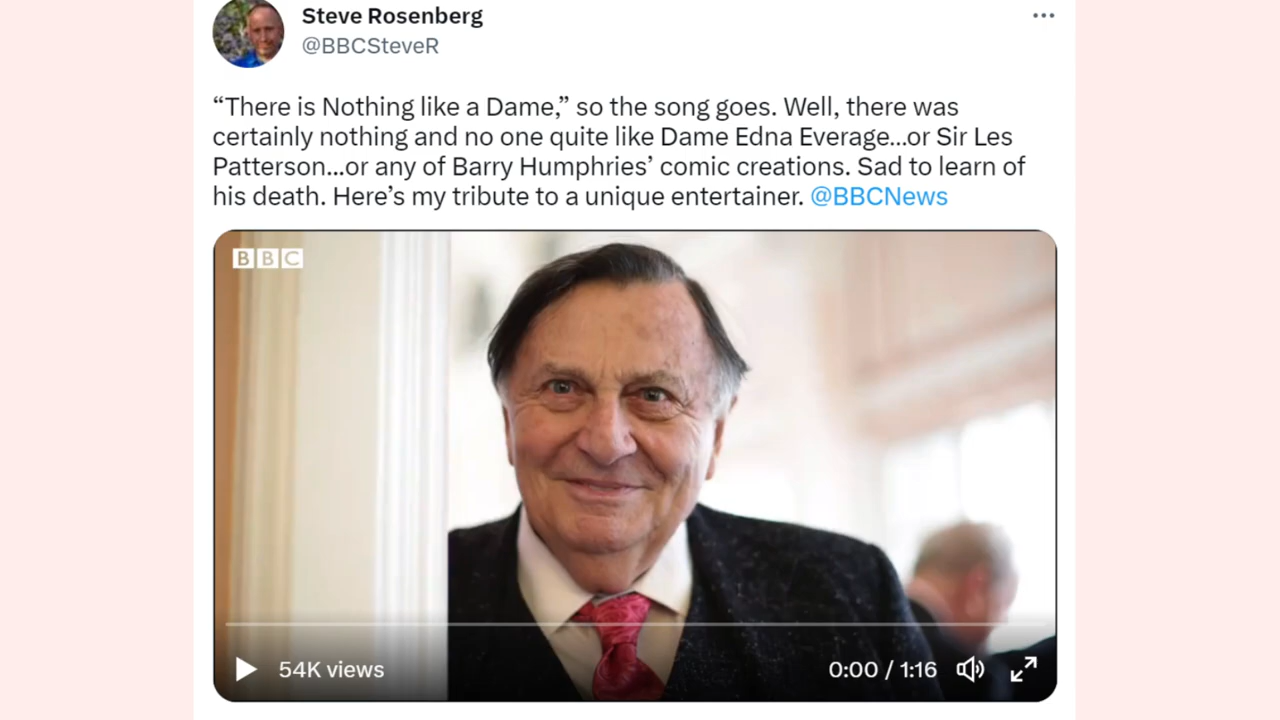 Steve Rosenberg
@BBCSteveR
“There is Nothing like a Dame,” so the song goes. Well, there was
certainly nothing and no one quite like Dame Edna Everage...or Sir Les
Patterson...or any of Barry Humphries’ comic creations. Sad to learn of
his death. Here’s my tribute to a unique entertainer. @BBCNews
BBC
54K views
0:00 / 1:16